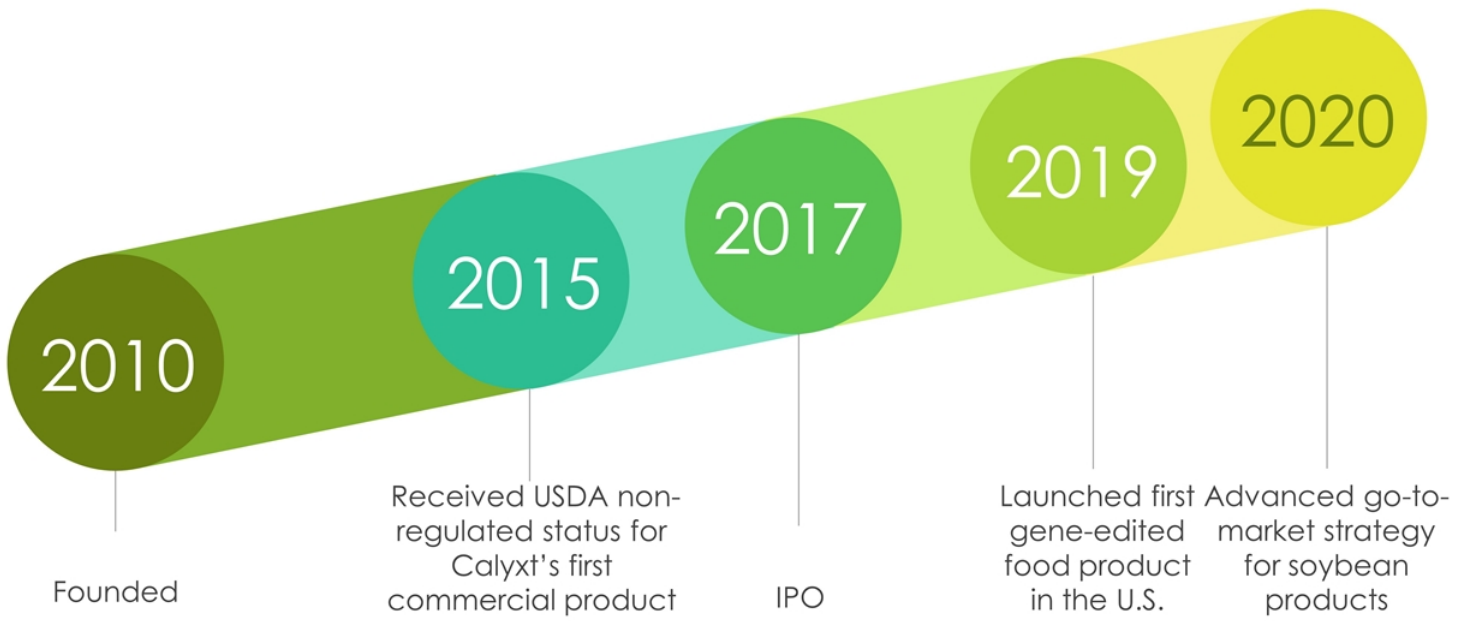 2010
2015
2017
2019
2020
Founded
Received USDA non-
regulated status for
Calyxt's first
commercial product
IPO
Launched first
gene-edited
food product
in the U.S.
Advanced go-to-
market strategy
for soybean
products